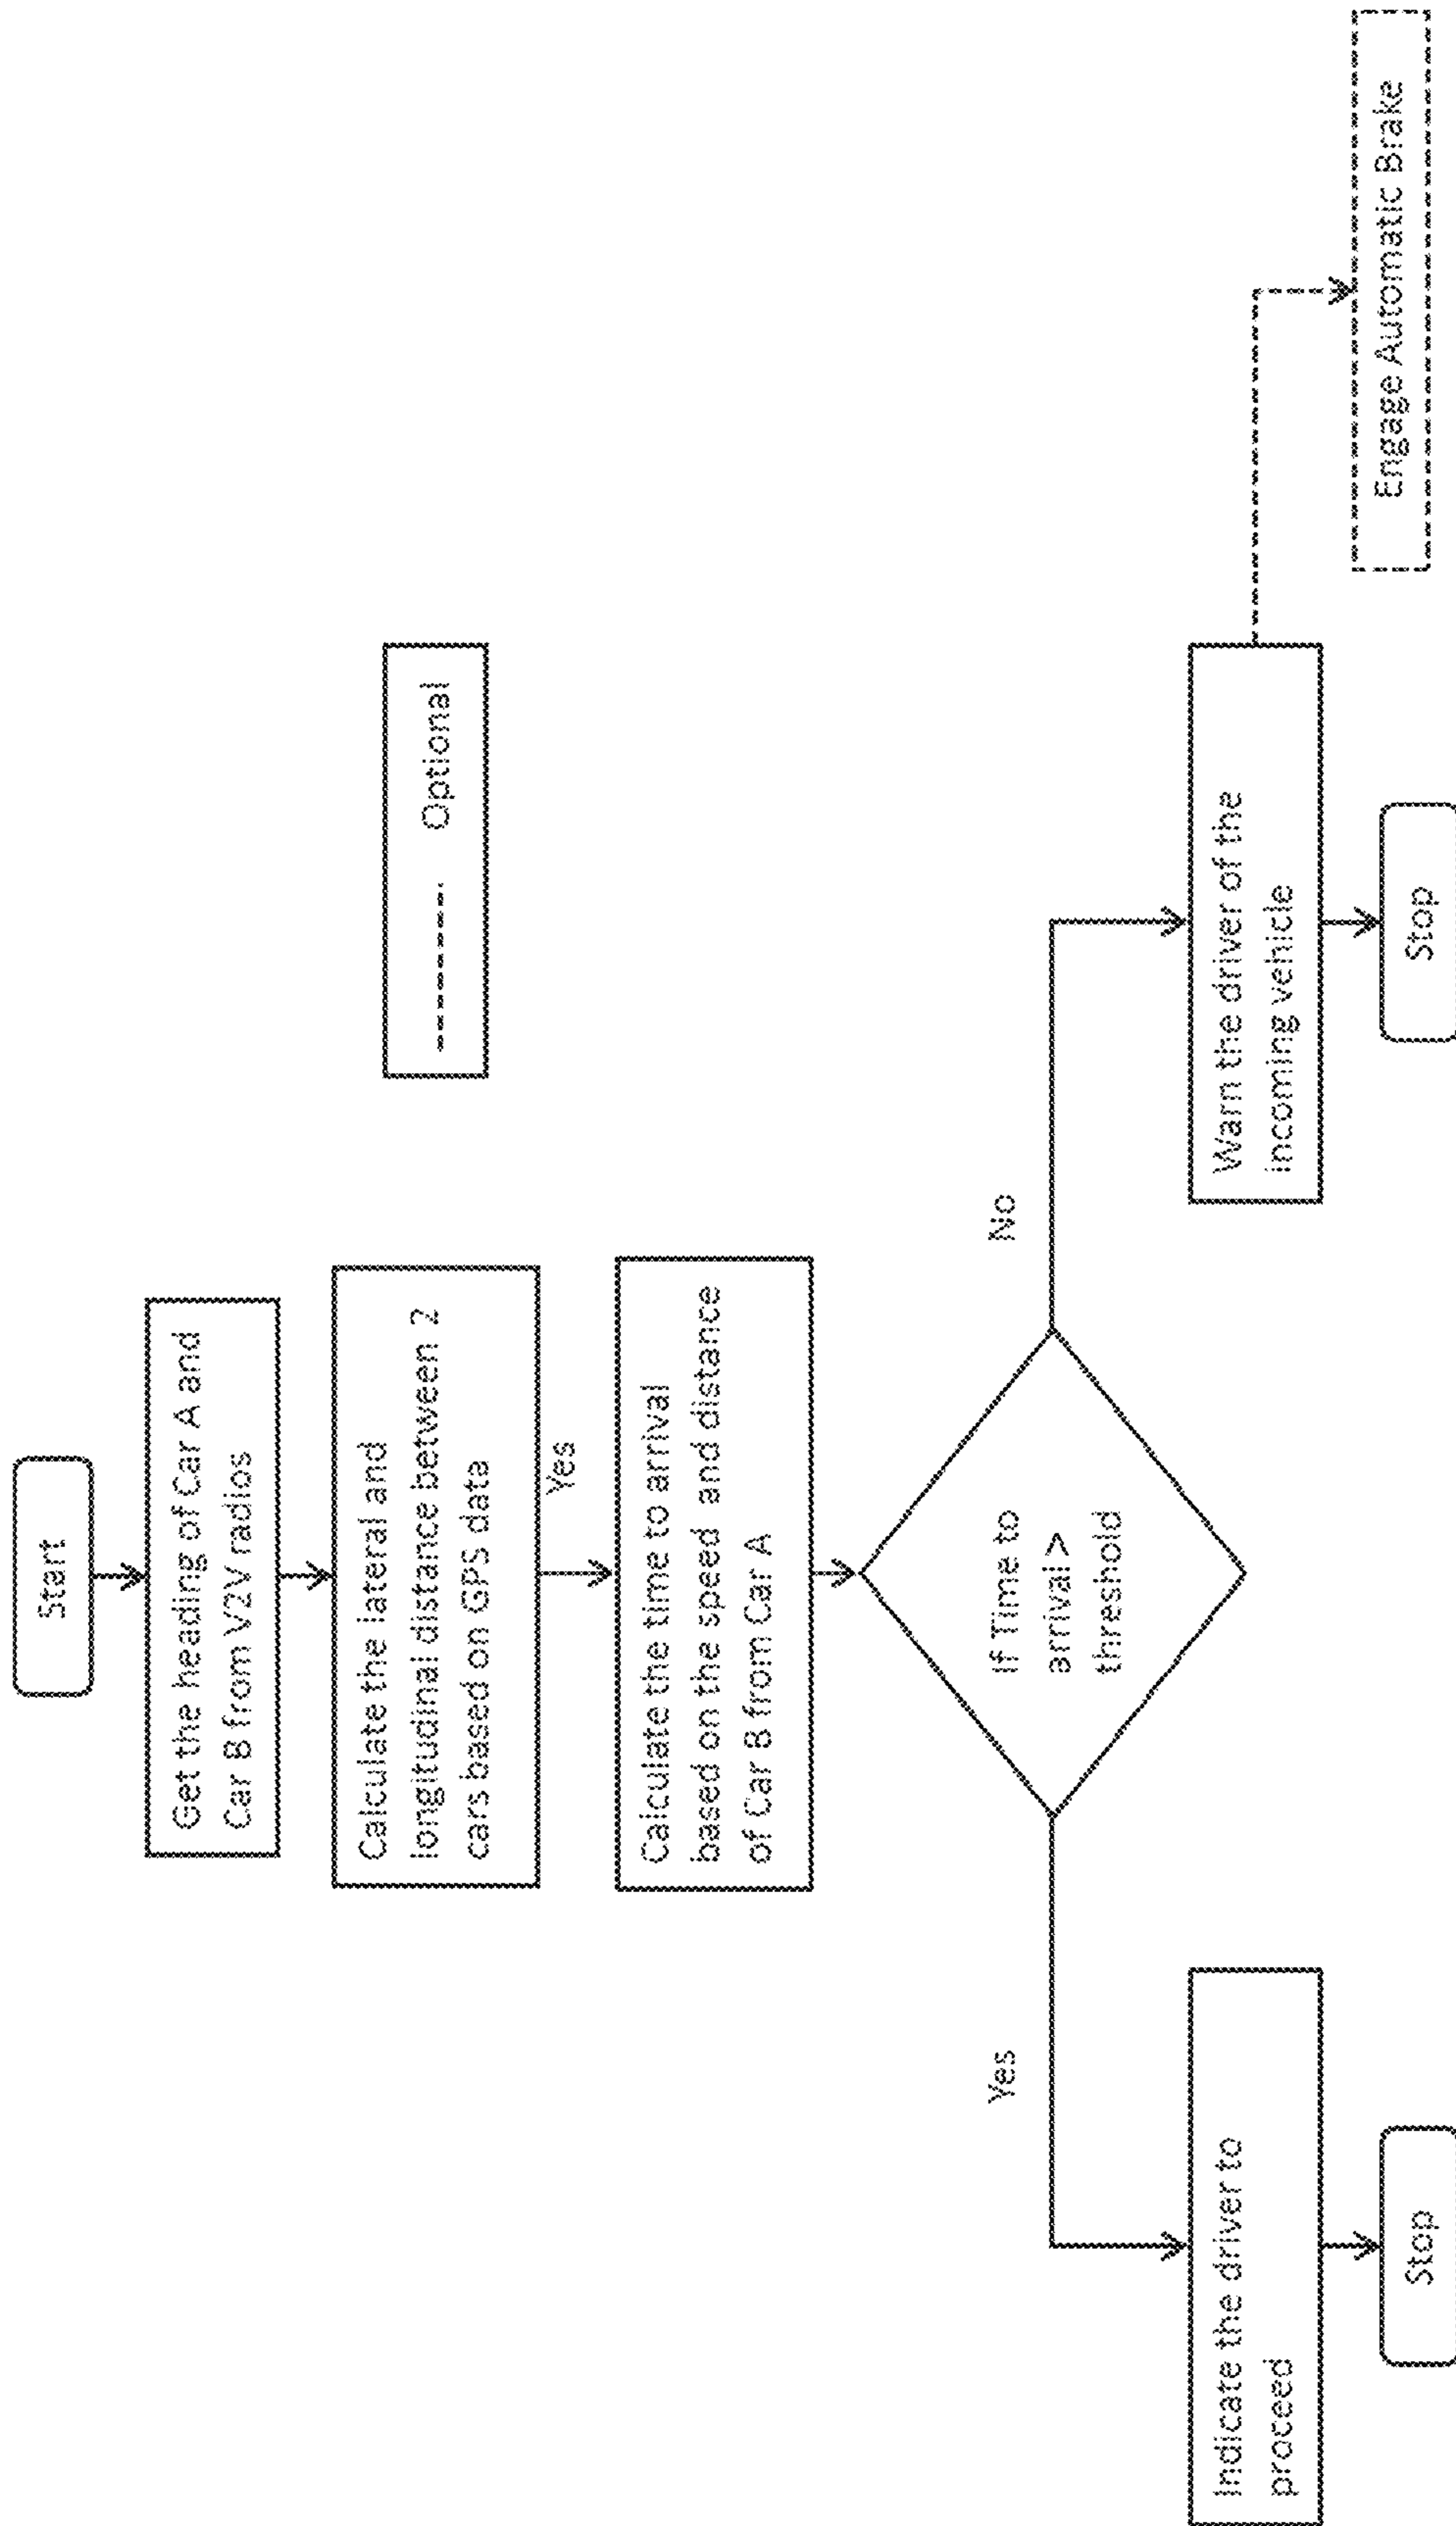 Start
Get the heading of Car A and
Car B from V2V radios
Calculate the lateral and
longitudinal distance between 2
cars based on GPS data
Yes
Calculate the time to arrival
based on the speed and distance
of Car B from Car A
Optional
If Time to
arrival >
threshold
Yes
No
Indicate the driver to
proceed
Warn the driver of the
incoming vehicle
Stop
Stop
Engage Automatic Brake